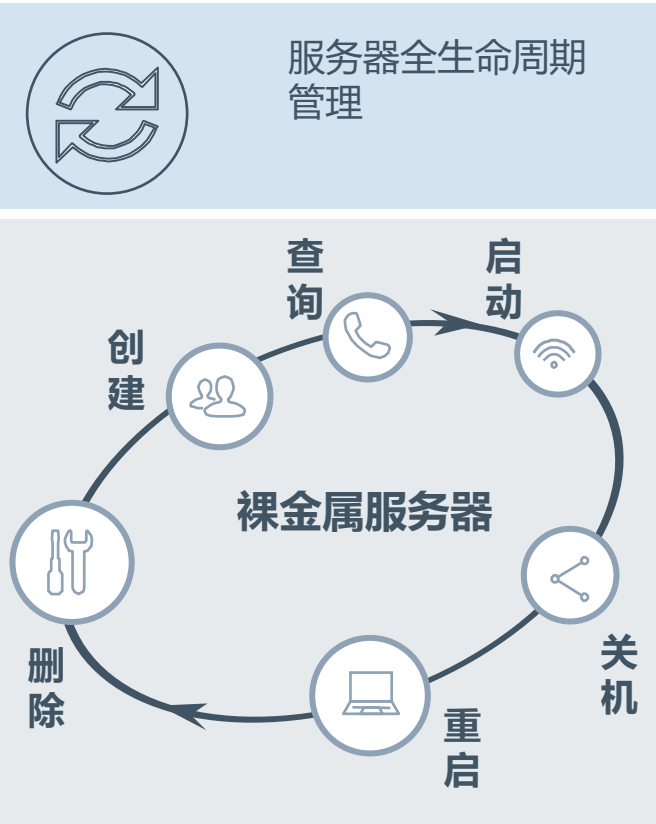 服务器全生命周期
管理
查
询
启
动
创
建
裸金属服务器
删
除
关
机
重
启